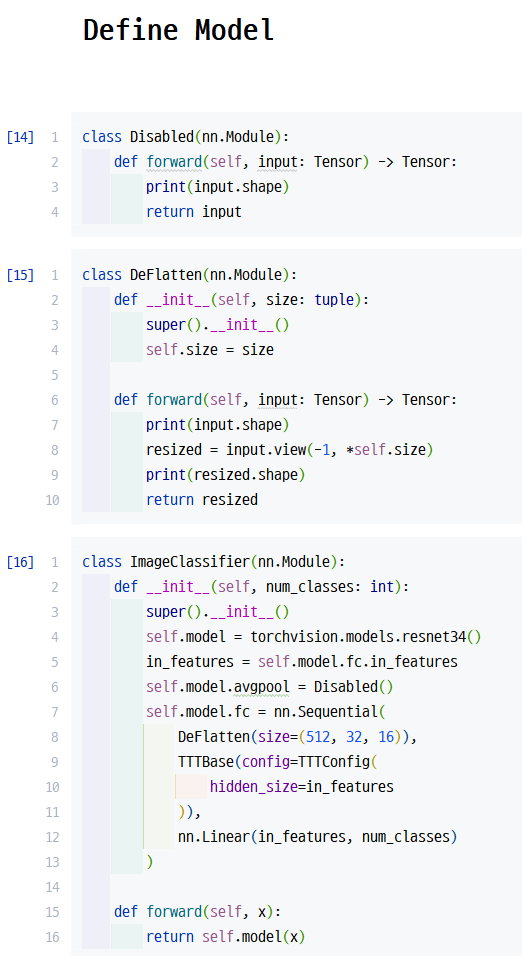 Define Model
[14] 1 class Disabled(nn.Module):
2 def forward(self, input: Tensor) -> Tensor:
3 print(input.shape)
4 return input
[15] 1 class DeFlatten(nn.Module):
2 def __init__(self, size: tuple):
3 super().__init__()
4 self.size = size
5
6 def forward(self, input: Tensor) -> Tensor:
7 print(input.shape)
8 resized = input.view(-1, *self.size)
9 print(resized.shape)
10 return resized
[16] 1 class ImageClassifier(nn.Module):
2 def __init__(self, num_classes: int):
3 super().__init__()
4 self.model = torchvision.models.resnet34()
5 in_features = self.model.fc.in_features
6 self.model.avgpool = Disabled()
7 self.model.fc = nn.Sequential(
8 DeFlatten(size=(512, 32, 16)),
9 TTTBase(config=TTTConfig(
10 hidden_size=in_features
11 )),
12 nn.Linear(in_features, num_classes)
13 )
14
15 def forward(self, x):
16 return self.model(x)